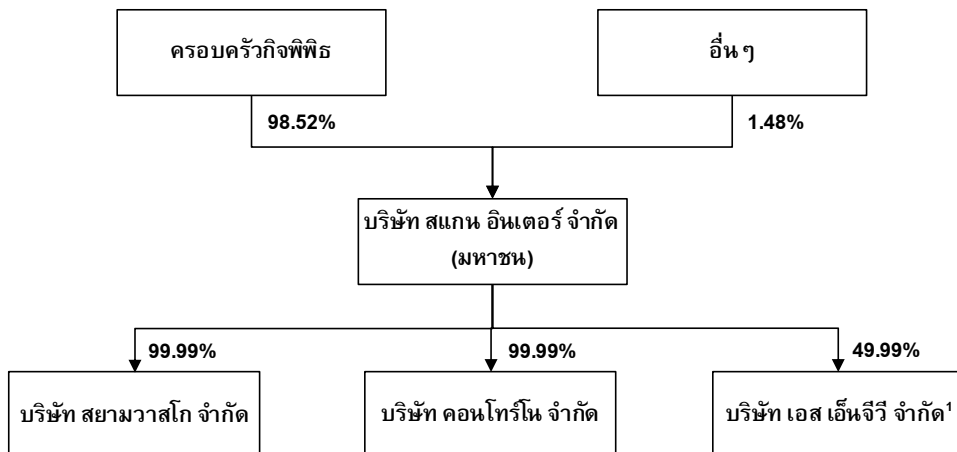 ครอบครัวกิจพิพิธ
อื่น ๆ
98.52%
1.48%
บริษัท สแกน อินเตอร์ จำกัด
(มหาชน)
99.99%
99.99%
49.99%
บริษัท สยามวาสโก จำกัด
บริษัท คอนโทร์โน จำกัด
บริษัท เอส เอ็นจีวี จำกัด¹